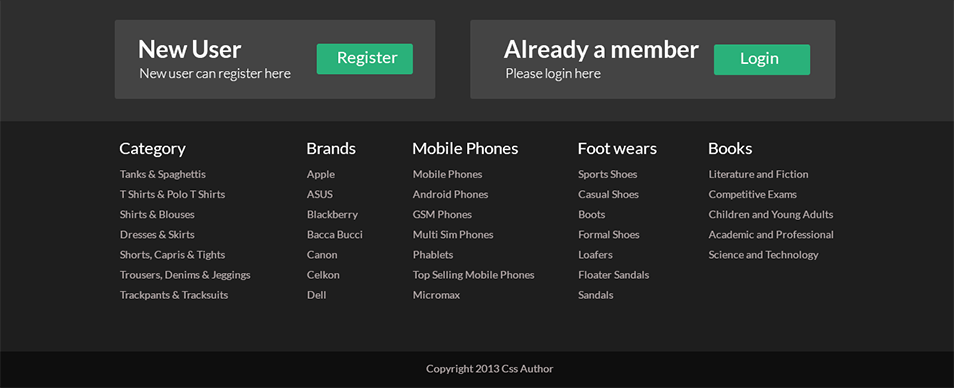 New User
New user can register here
Register
Already a member
Please login here
Login
Category
Tanks & Spaghettis
T Shirts & Polo T Shirts
Shirts & Blouses
Dresses & Skirts
Shorts, Capris & Tights
Trousers, Denims & Jeggings
Trackpants & Tracksuits
Brands
Apple
ASUS
Blackberry
Bacca Bucci
Canon
Celkon
Dell
Mobile Phones
Mobile Phones
Android Phones
GSM Phones
Multi Sim Phones
Phablets
Top Selling Mobile Phones
Micromax
Foot wears
Sports Shoes
Casual Shoes
Boots
Formal Shoes
Loafers
Floater Sandals
Sandals
Books
Literature and Fiction
Competitive Exams
Children and Young Adults
Academic and Professional
Science and Technology
Copyright 2013 Css Author